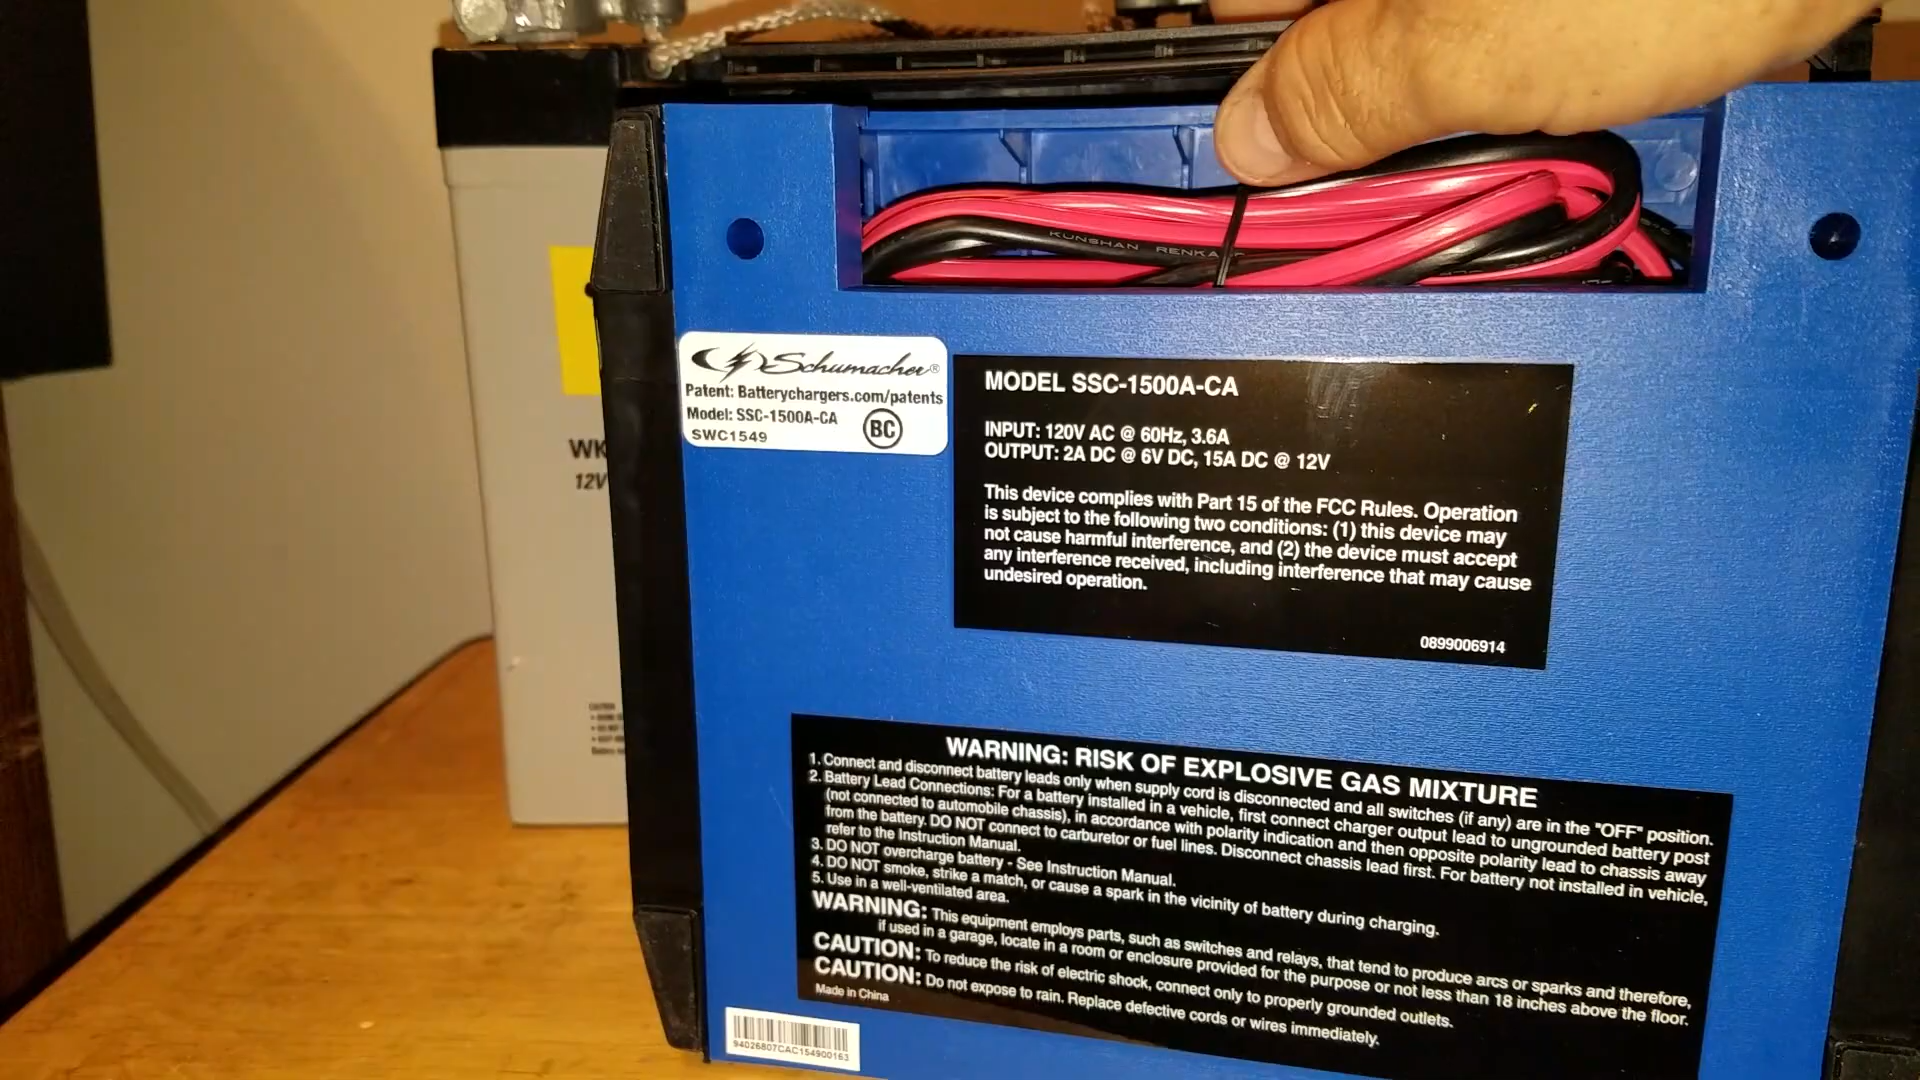 KUNSHAN RENKA
Schumacher®
Patent: Batterychargers.com/patents
Model: SSC-1500A-CA
SWC1549
BC
MODEL SSC-1500A-CA
INPUT: 120V AC @ 60Hz, 3.6A
OUTPUT: 2A DC @ 6V DC, 15A DC @ 12V
This device complies with Part 15 of the FCC Rules. Operation
is subject to the following two conditions: (1) this device may
not cause harmful interference, and (2) the device must accept
any interference received, including interference that may cause
undesired operation.
0899006914
WK
12V
CAUTION
WARNING: RISK OF EXPLOSIVE GAS MIXTURE
1. Connect and disconnect battery leads only when supply cord is disconnected and all switches (if any) are in the "OFF" position.
2. Battery Lead Connections: For a battery installed in a vehicle, first connect charger output lead to ungrounded battery post
(not connected to automobile chassis), in accordance with polarity indication and then opposite polarity lead to chassis away
from the battery. DO NOT connect to carburetor or fuel lines. Disconnect chassis lead first. For battery not installed in vehicle,
refer to the Instruction Manual.
3. DO NOT overcharge battery - See Instruction Manual.
4. DO NOT smoke, strike a match, or cause a spark in the vicinity of battery during charging.
5. Use in a well-ventilated area.
WARNING: This equipment employs parts, such as switches and relays, that tend to produce arcs or sparks and therefore,
if used in a garage, locate in a room or enclosure provided for the purpose or not less than 18 inches above the floor.
CAUTION: To reduce the risk of electric shock, connect only to properly grounded outlets.
CAUTION: Do not expose to rain. Replace defective cords or wires immediately.
Made in China
94026807CAC154900163